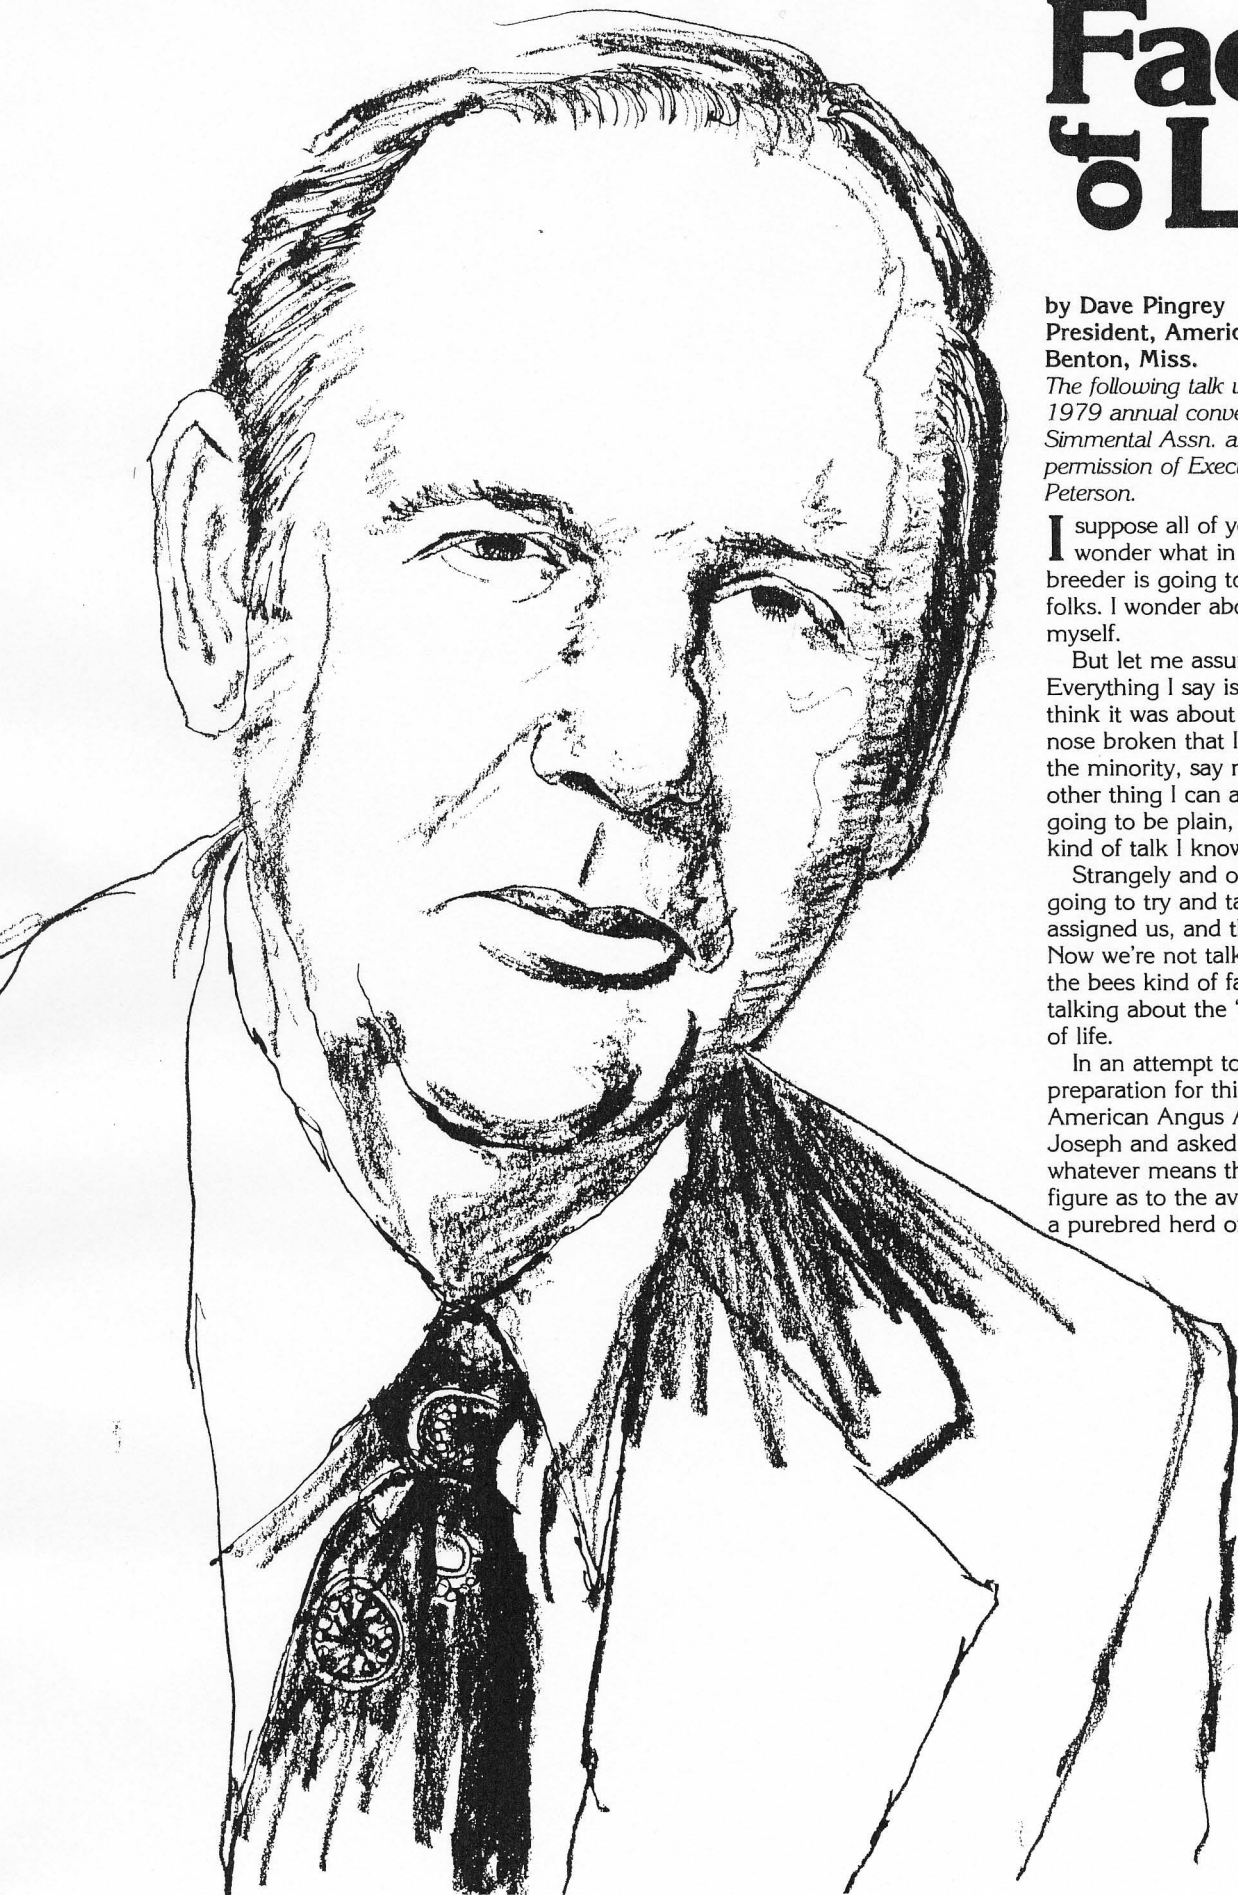 Fac
of L
by Dave Pingrey
President, Americ
Benton, Miss.
The following talk
1979 annual conve
Simmental Assn. a
permission of Exec
Peterson.
I suppose all of y
wonder what in
breeder is going to
folks. I wonder abo
myself.
But let me assu
Everything I say is
think it was about
nose broken that I
the minority, say
other thing I can a
going to be plain,
kind of talk I know
Strangely and o
going to try and ta
assigned us, and t
Now we're not talk
the bees kind of fa
talking about the "
of life.
In an attempt to
preparation for thi
American Angus A
Joseph and asked
whatever means th
figure as to the av
a purebred herd o